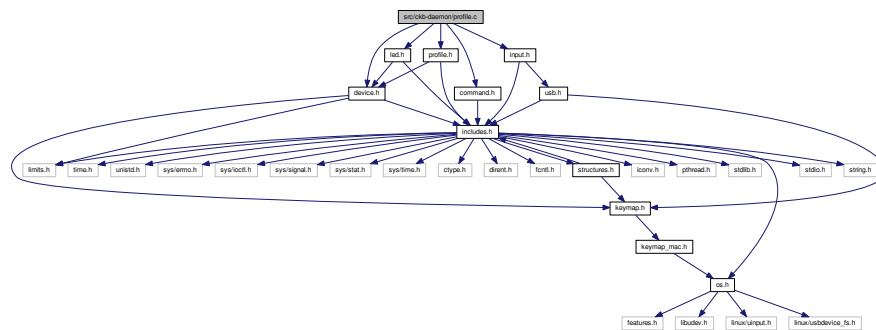 src/ckb-daemon/profile.c
led.h
profile.h
input.h
device.h
command.h
usb.h
includes.h
limits.h
time.h
unistd.h
sys/errno.h
sys/ioctl.h
sys/signal.h
sys/stat.h
sys/time.h
ctype.h
dirent.h
fcntl.h
structures.h
iconv.h
pthread.h
stdlib.h
stdio.h
string.h
keymap.h
keymap_mac.h
os.h
features.h
libudev.h
linux/uinput.h
linux/usbdevice_fs.h